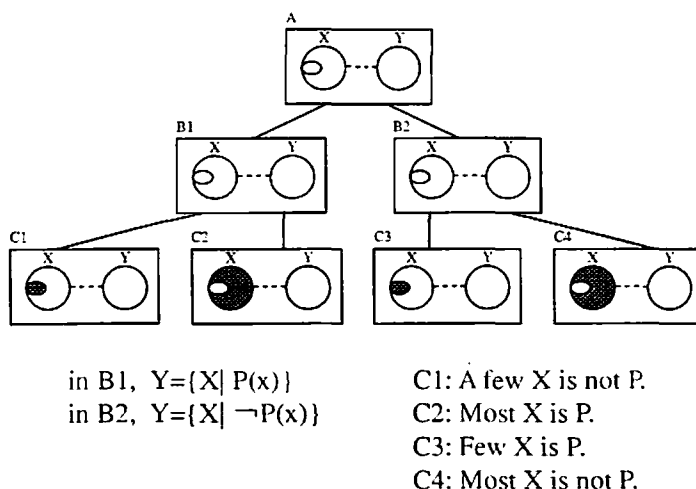 A
X Y
B1
X Y
B2
X Y
C1
X Y
C2
X Y
C3
X Y
C4
X Y
in B1, Y={X| P(x)}
in B2, Y={X| ¬P(x)}
C1: A few X is not P.
C2: Most X is P.
C3: Few X is P.
C4: Most X is not P.